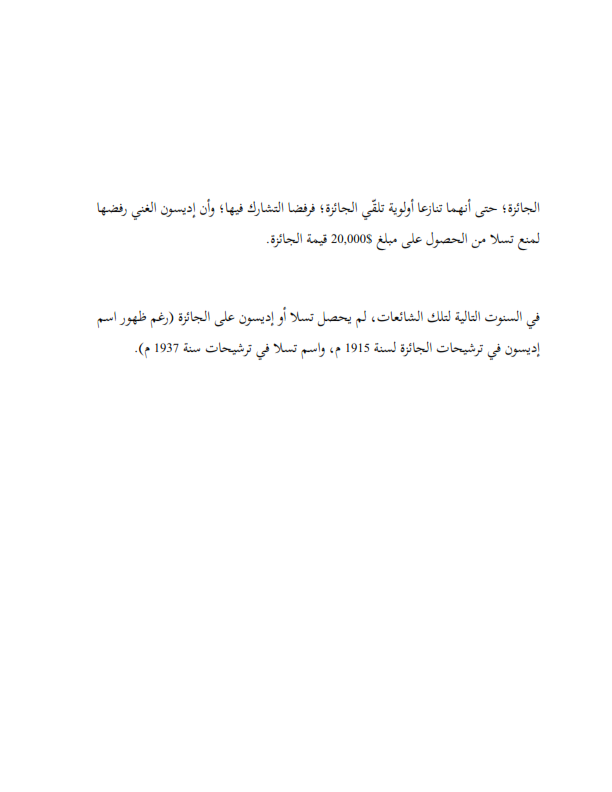 الجائزة؛ حتى أنهما تنازعا أولوية تلقّي الجائزة؛ فرفضا التشارك فيها؛ وأن إديسون الغني رفضها
لمنع تسلا من الحصول على مبلغ 20,000$ قيمة الجائزة.
في السنوت التالية لتلك الشائعات، لم يحصل تسلا أو إديسون على الجائزة (رغم ظهور اسم
إديسون في ترشيحات الجائزة لسنة 1915 م، واسم تسلا في ترشيحات سنة 1937 م).